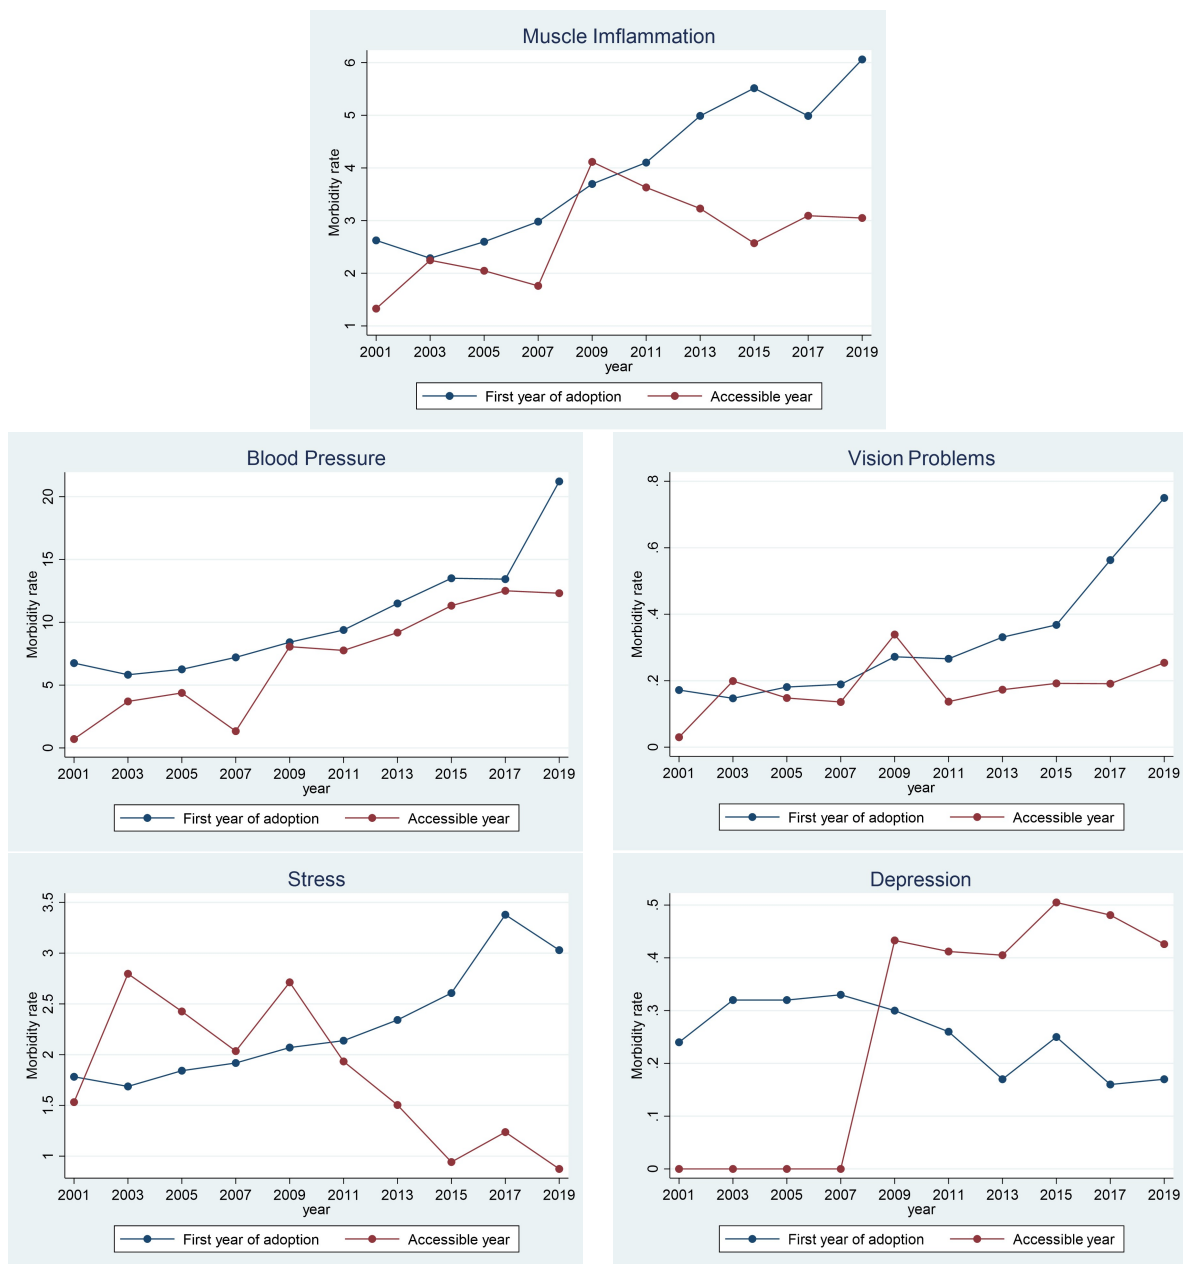 Muscle Imflammation
Morbidity rate
6
5
4
3
2
1
2001 2003 2005 2007 2009 2011 2013 2015 2017 2019
year
First year of adoption Accessible year
Blood Pressure
Morbidity rate
20
15
10
5
0
2001 2003 2005 2007 2009 2011 2013 2015 2017 2019
year
First year of adoption Accessible year
Vision Problems
Morbidity rate
.8
.6
.4
.2
0
2001 2003 2005 2007 2009 2011 2013 2015 2017 2019
year
First year of adoption Accessible year
Stress
Morbidity rate
3.5
3
2.5
2
1.5
1
2001 2003 2005 2007 2009 2011 2013 2015 2017 2019
year
First year of adoption Accessible year
Depression
Morbidity rate
.5
.4
.3
.2
.1
0
2001 2003 2005 2007 2009 2011 2013 2015 2017 2019
year
First year of adoption Accessible year